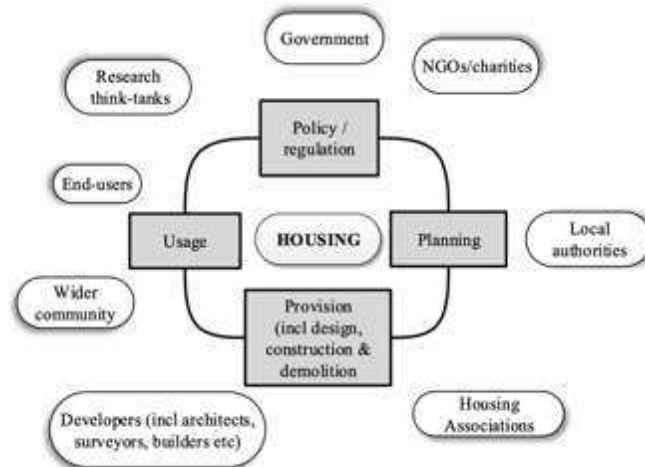 Government
NGOs/charities
Research
think-tanks
Policy /
regulation
End-users
Usage
HOUSING
Planning
Local
authorities
Wider
community
Provision
(incl design,
construction &
demolition
Developers (incl architects,
surveyors, builders etc)
Housing
Associations